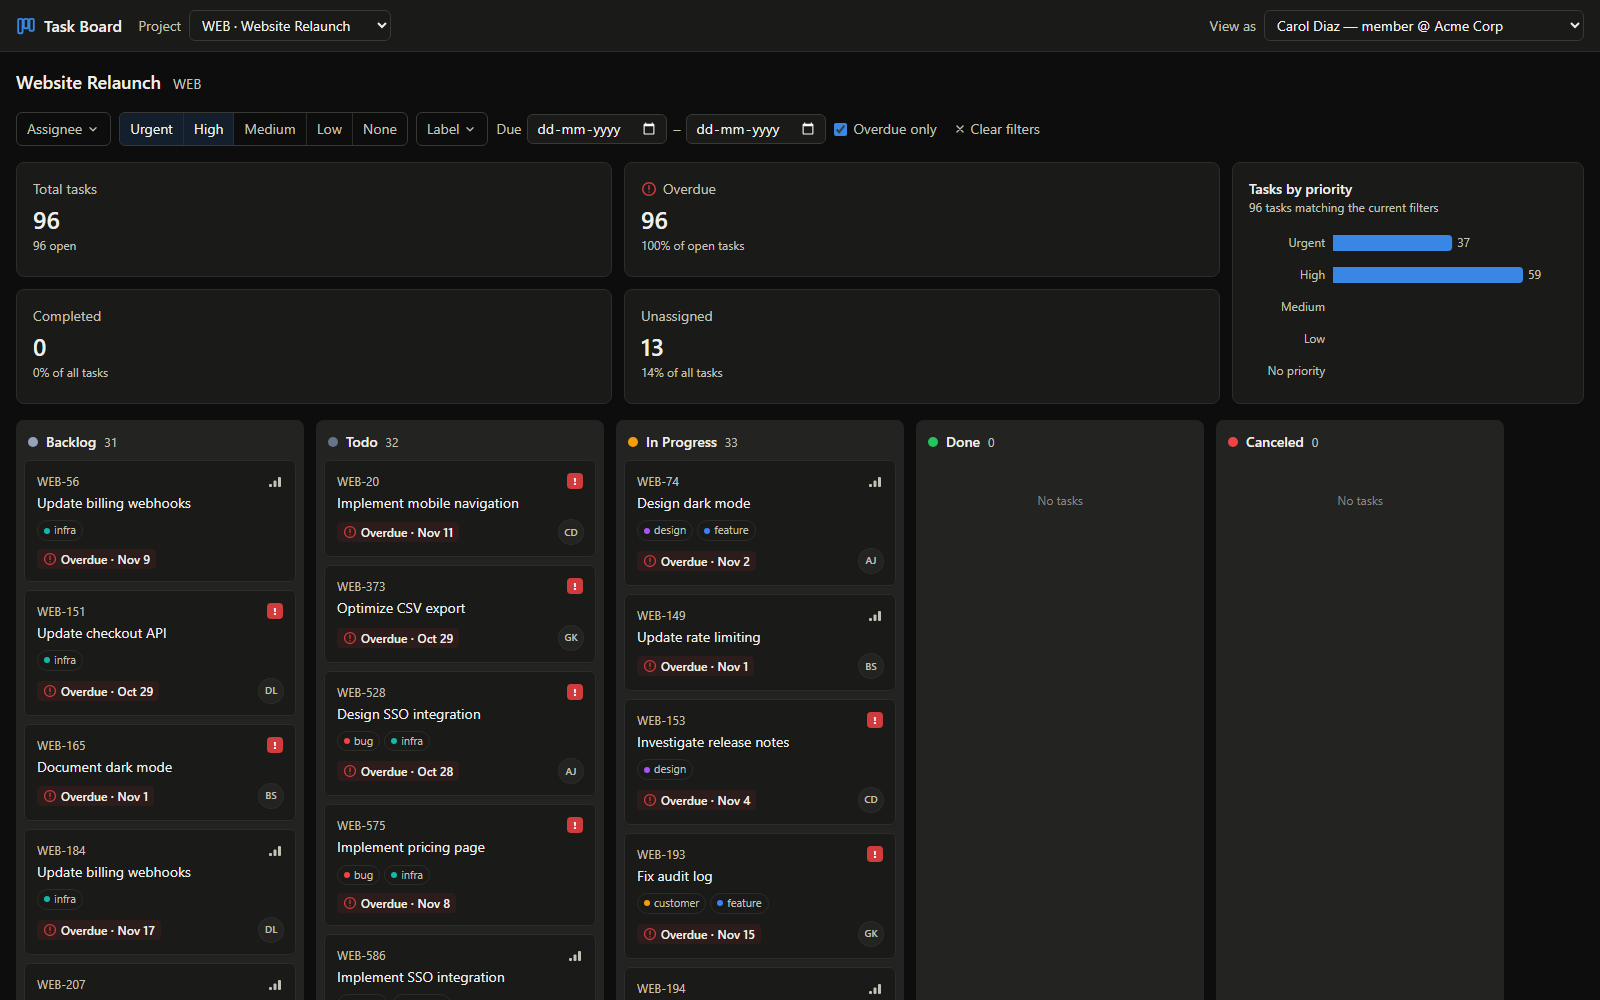 Task Board
Project
WEB · Website Relaunch
View as
Carol Diaz — member @ Acme Corp
Website Relaunch WEB
Assignee
Urgent High Medium Low None
Label
Due dd-mm-yyyy – dd-mm-yyyy
Overdue only
Clear filters
Total tasks
96
96 open
Overdue
96
100% of open tasks
Completed
0
0% of all tasks
Unassigned
13
14% of all tasks
Tasks by priority
96 tasks matching the current filters
Urgent 37
High 59
Medium
Low
No priority
Backlog 31
WEB-56
Update billing webhooks
infra
Overdue · Nov 9
WEB-151
Update checkout API
infra
Overdue · Oct 29 DL
WEB-165
Document dark mode
Overdue · Nov 1 BS
WEB-184
Update billing webhooks
infra
Overdue · Nov 17 DL
WEB-207
Todo 32
WEB-20
Implement mobile navigation
Overdue · Nov 11 CD
WEB-373
Optimize CSV export
Overdue · Oct 29 GK
WEB-528
Design SSO integration
bug infra
Overdue · Oct 28 AJ
WEB-575
Implement pricing page
bug infra
Overdue · Nov 8
WEB-586
Implement SSO integration
In Progress 33
WEB-74
Design dark mode
design feature
Overdue · Nov 2 AJ
WEB-149
Update rate limiting
Overdue · Nov 1 BS
WEB-153
Investigate release notes
design
Overdue · Nov 4 CD
WEB-193
Fix audit log
customer feature
Overdue · Nov 15 GK
WEB-194
Done 0
No tasks
Canceled 0
No tasks